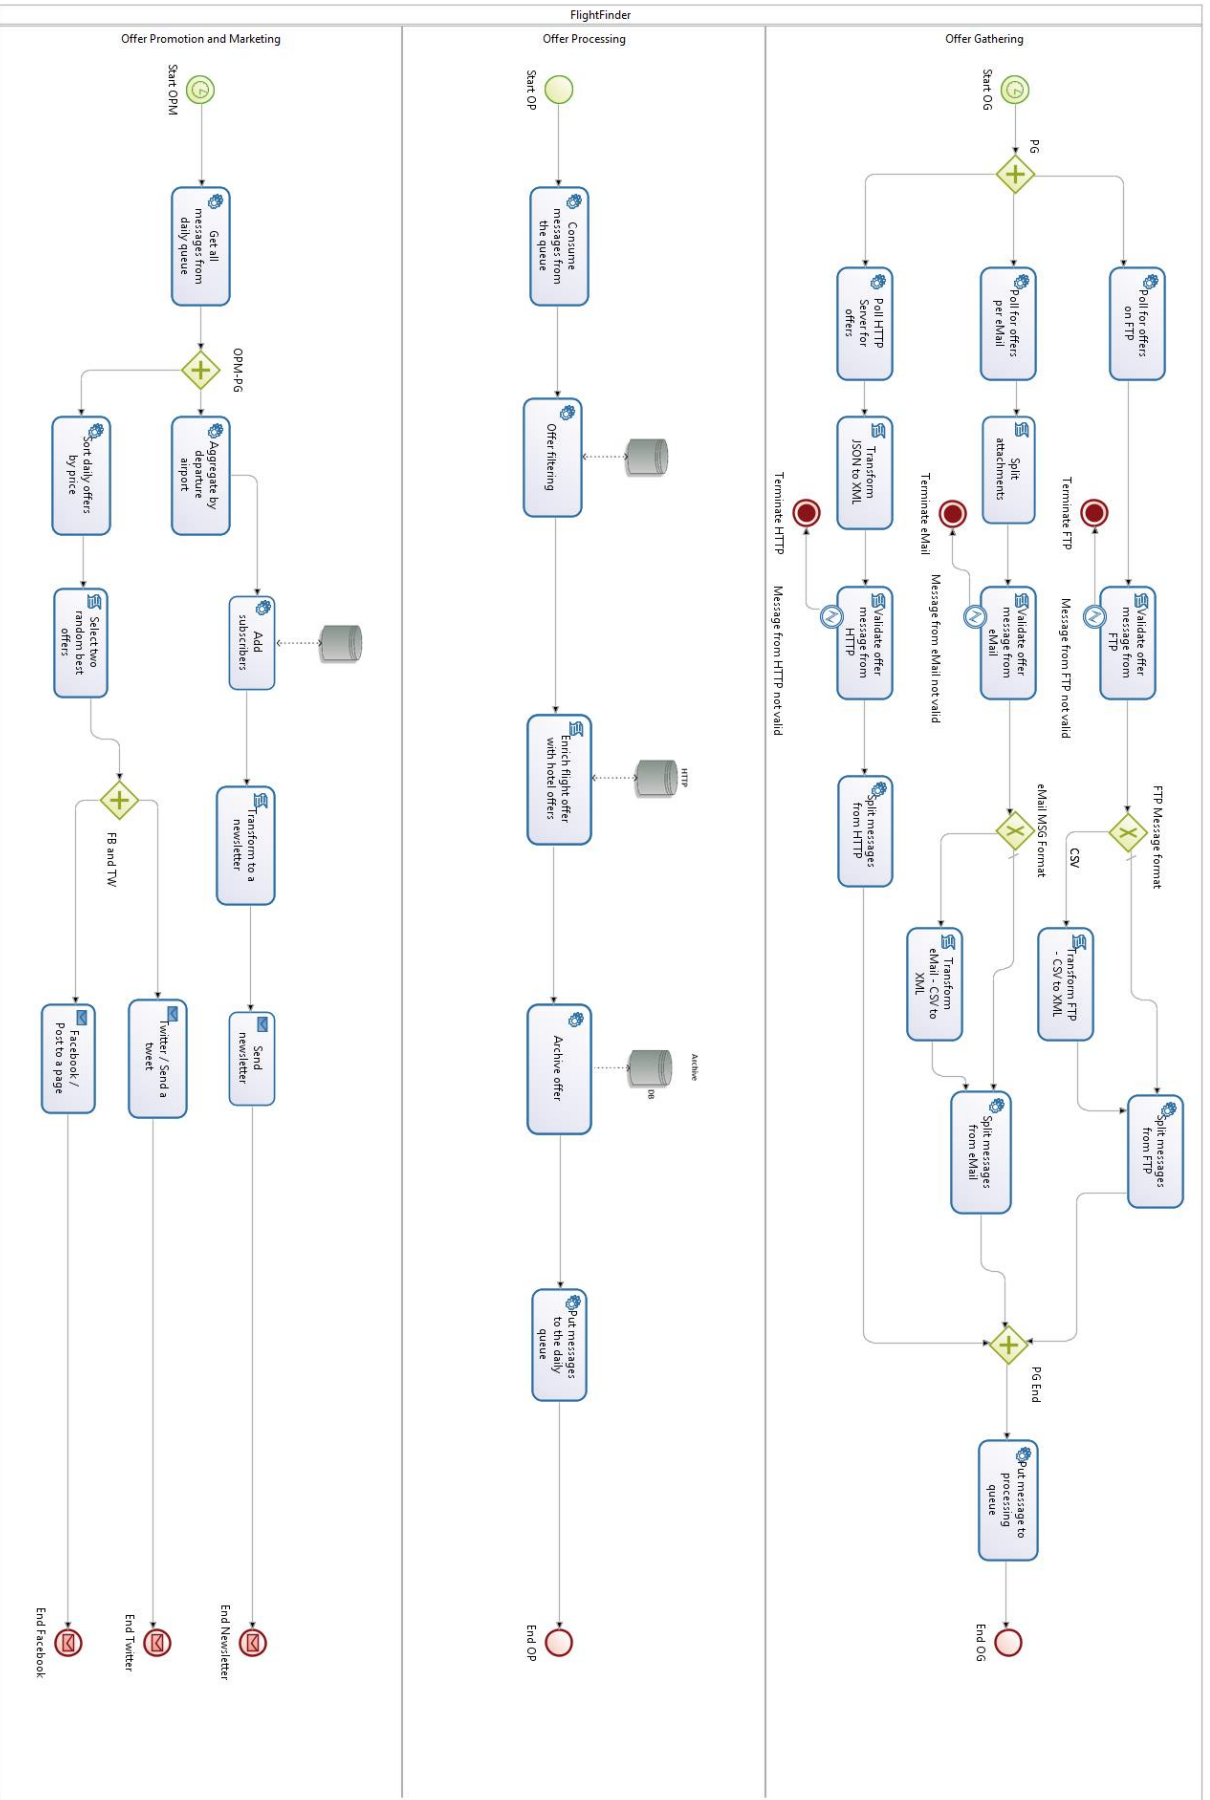 FlightFinder
Offer Promotion and Marketing
Offer Processing
Offer Gathering
Start OPM
Get all
messages from
daily queue
OPM-PG
Aggregate by
departure
airport
Sort daily offers
by price
Add
subscribers
Select two
random best
offers
Transform to a
newsletter
FB and TW
Send
newsletter
Twitter / Send a
tweet
Facebook /
Post to a page
End Newsletter
End Twitter
End Facebook
Start OP
Consume
messages from
the queue
Offer filtering
Enrich flight offer
with hotel offers
HTTP
Archive offer
Archive
DB
Put messages
to the daily
queue
End OP
Start OG
PG
Poll for offers
on FTP
Poll for offers
per eMail
Poll HTTP
Server for
offers
Split
attachments
Transform
JSON to XML
Terminate FTP
Terminate eMail
Terminate HTTP
Validate offer
message from
FTP
Validate offer
message from
eMail
Validate offer
message from
HTTP
Message from FTP not valid
Message from eMail not valid
Message from HTTP not valid
FTP Message format
eMail MSG Format
CSV
Split messages
from HTTP
Transform FTP
- CSV to XML
Transform
eMail - CSV to
XML
Split messages
from FTP
Split messages
from eMail
PG End
Put message to
processing
queue
End OG